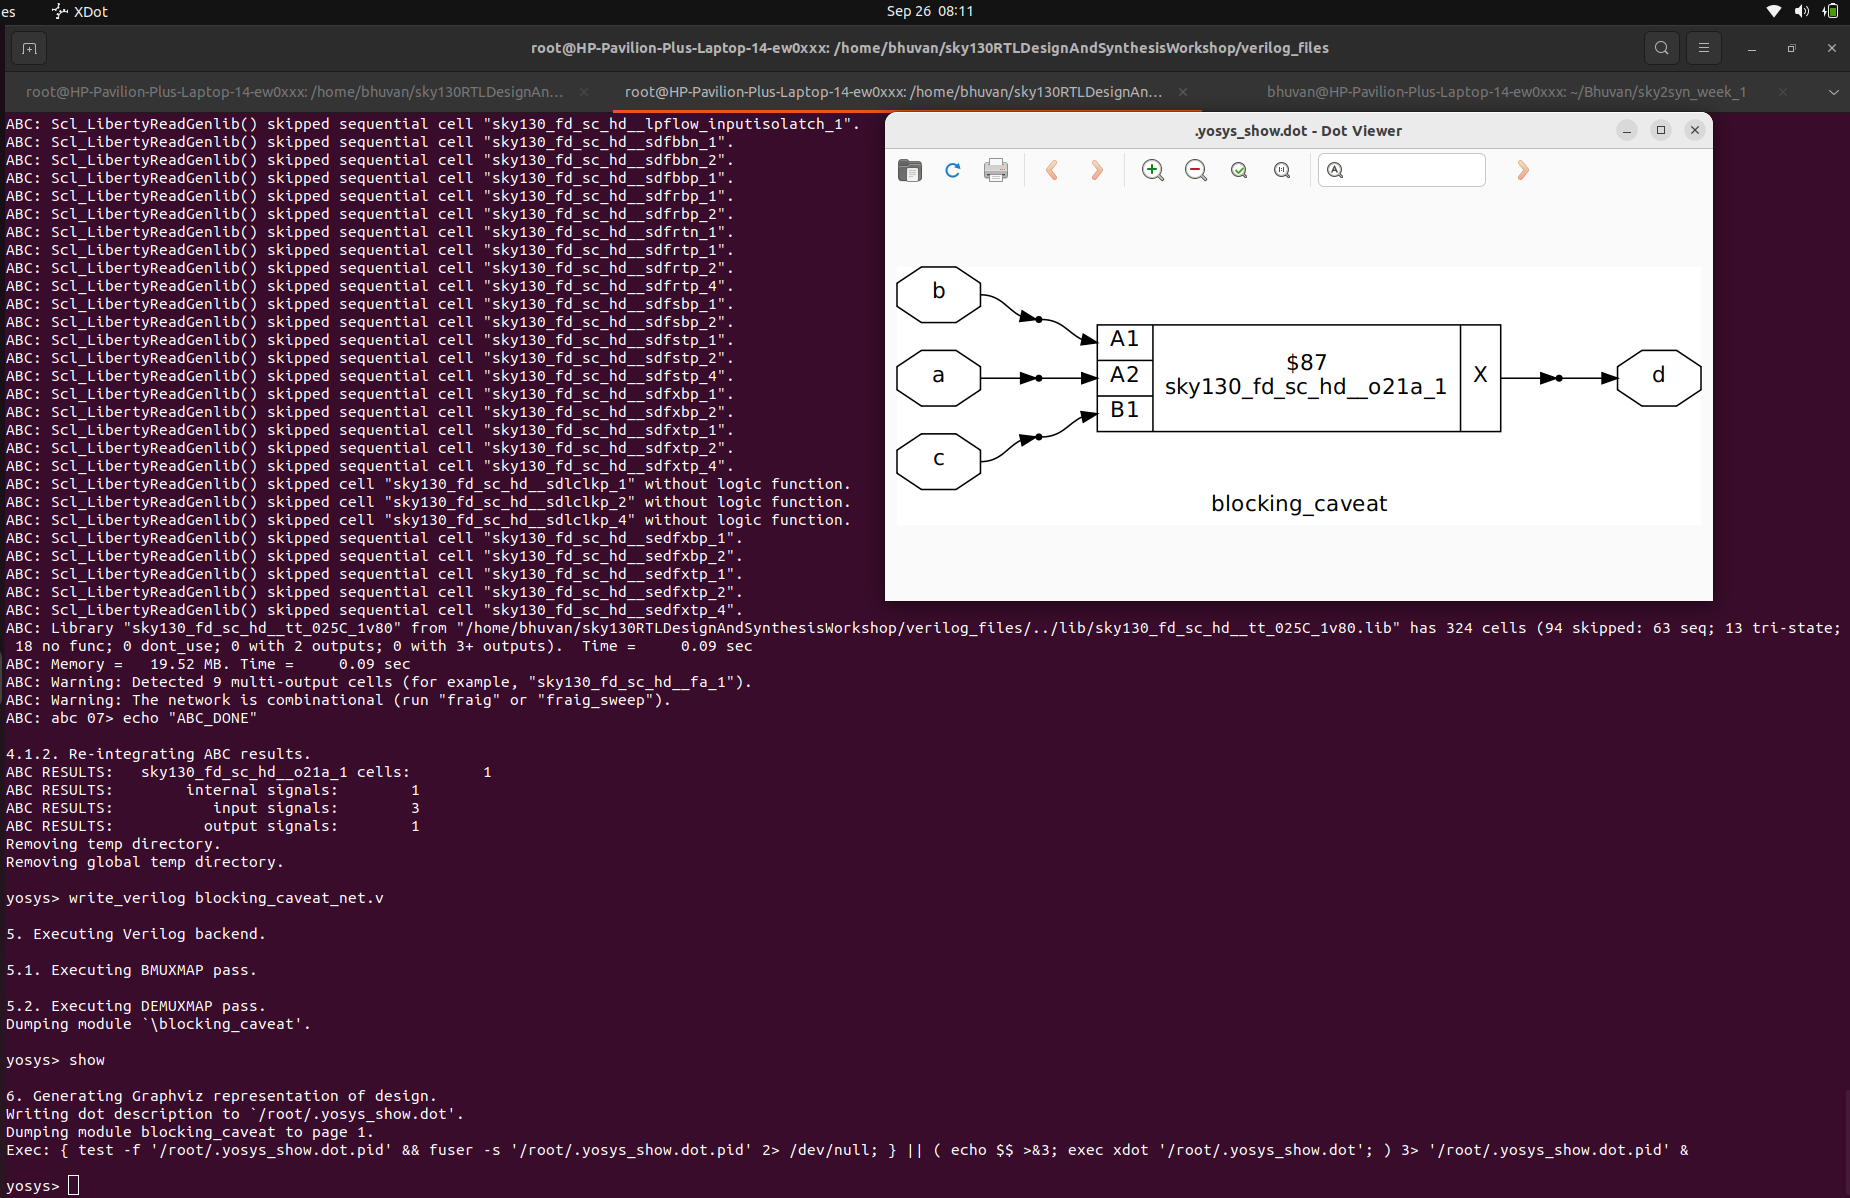 es
XDot
Sep 26  08:11
root@HP-Pavilion-Plus-Laptop-14-ew0xxx: /home/bhuvan/sky130RTLDesignAndSynthesisWorkshop/verilog_files
root@HP-Pavilion-Plus-Laptop-14-ew0xxx: /home/bhuvan/sky130RTLDesignAn...
root@HP-Pavilion-Plus-Laptop-14-ew0xxx: /home/bhuvan/sky130RTLDesignAn...
bhuvan@HP-Pavilion-Plus-Laptop-14-ew0xxx: ~/Bhuvan/sky2syn_week_1
ABC: Scl_LibertyReadGenlib() skipped sequential cell "sky130_fd_sc_hd__lpflow_inputisolatch_1".
ABC: Scl_LibertyReadGenlib() skipped sequential cell "sky130_fd_sc_hd__sdfbbn_1".
ABC: Scl_LibertyReadGenlib() skipped sequential cell "sky130_fd_sc_hd__sdfbbn_2".
ABC: Scl_LibertyReadGenlib() skipped sequential cell "sky130_fd_sc_hd__sdfbbp_1".
ABC: Scl_LibertyReadGenlib() skipped sequential cell "sky130_fd_sc_hd__sdfrbp_1".
ABC: Scl_LibertyReadGenlib() skipped sequential cell "sky130_fd_sc_hd__sdfrbp_2".
ABC: Scl_LibertyReadGenlib() skipped sequential cell "sky130_fd_sc_hd__sdfrtn_1".
ABC: Scl_LibertyReadGenlib() skipped sequential cell "sky130_fd_sc_hd__sdfrtp_1".
ABC: Scl_LibertyReadGenlib() skipped sequential cell "sky130_fd_sc_hd__sdfrtp_2".
ABC: Scl_LibertyReadGenlib() skipped sequential cell "sky130_fd_sc_hd__sdfrtp_4".
ABC: Scl_LibertyReadGenlib() skipped sequential cell "sky130_fd_sc_hd__sdfsbp_1".
ABC: Scl_LibertyReadGenlib() skipped sequential cell "sky130_fd_sc_hd__sdfsbp_2".
ABC: Scl_LibertyReadGenlib() skipped sequential cell "sky130_fd_sc_hd__sdfstp_1".
ABC: Scl_LibertyReadGenlib() skipped sequential cell "sky130_fd_sc_hd__sdfstp_2".
ABC: Scl_LibertyReadGenlib() skipped sequential cell "sky130_fd_sc_hd__sdfstp_4".
ABC: Scl_LibertyReadGenlib() skipped sequential cell "sky130_fd_sc_hd__sdfxbp_1".
ABC: Scl_LibertyReadGenlib() skipped sequential cell "sky130_fd_sc_hd__sdfxbp_2".
ABC: Scl_LibertyReadGenlib() skipped sequential cell "sky130_fd_sc_hd__sdfxtp_1".
ABC: Scl_LibertyReadGenlib() skipped sequential cell "sky130_fd_sc_hd__sdfxtp_2".
ABC: Scl_LibertyReadGenlib() skipped sequential cell "sky130_fd_sc_hd__sdfxtp_4".
ABC: Scl_LibertyReadGenlib() skipped cell "sky130_fd_sc_hd__sdlclkp_1" without logic function.
ABC: Scl_LibertyReadGenlib() skipped cell "sky130_fd_sc_hd__sdlclkp_2" without logic function.
ABC: Scl_LibertyReadGenlib() skipped cell "sky130_fd_sc_hd__sdlclkp_4" without logic function.
ABC: Scl_LibertyReadGenlib() skipped sequential cell "sky130_fd_sc_hd__sedfxbp_1".
ABC: Scl_LibertyReadGenlib() skipped sequential cell "sky130_fd_sc_hd__sedfxbp_2".
ABC: Scl_LibertyReadGenlib() skipped sequential cell "sky130_fd_sc_hd__sedfxtp_1".
ABC: Scl_LibertyReadGenlib() skipped sequential cell "sky130_fd_sc_hd__sedfxtp_2".
ABC: Scl_LibertyReadGenlib() skipped sequential cell "sky130_fd_sc_hd__sedfxtp_4".
ABC: Library "sky130_fd_sc_hd__tt_025C_1v80" from "/home/bhuvan/sky130RTLDesignAndSynthesisWorkshop/verilog_files/../lib/sky130_fd_sc_hd__tt_025C_1v80.lib" has 324 cells (94 skipped: 63 seq; 13 tri-state;
18 no func; 0 dont_use; 0 with 2 outputs; 0 with 3+ outputs).  Time =     0.09 sec
ABC: Memory =   19.52 MB. Time =     0.09 sec
ABC: Warning: Detected 9 multi-output cells (for example, "sky130_fd_sc_hd__fa_1").
ABC: Warning: The network is combinational (run "fraig" or "fraig_sweep").
ABC: abc 07> echo "ABC_DONE"
4.1.2. Re-integrating ABC results.
ABC RESULTS:   sky130_fd_sc_hd__o21a_1 cells:        1
ABC RESULTS:        internal signals:        1
ABC RESULTS:           input signals:        3
ABC RESULTS:          output signals:        1
Removing temp directory.
Removing global temp directory.
yosys> write_verilog blocking_caveat_net.v
5. Executing Verilog backend.
5.1. Executing BMUXMAP pass.
5.2. Executing DEMUXMAP pass.
Dumping module `\blocking_caveat'.
yosys> show
6. Generating Graphviz representation of design.
Writing dot description to `/root/.yosys_show.dot'.
Dumping module blocking_caveat to page 1.
Exec: { test -f '/root/.yosys_show.dot.pid' && fuser -s '/root/.yosys_show.dot.pid' 2> /dev/null; } || ( echo $$ >&3; exec xdot '/root/.yosys_show.dot'; ) 3> '/root/.yosys_show.dot.pid' &
yosys>
.yosys_show.dot - Dot Viewer
b
a
c
A1
A2
B1
$87
sky130_fd_sc_hd__o21a_1
X
d
blocking_caveat